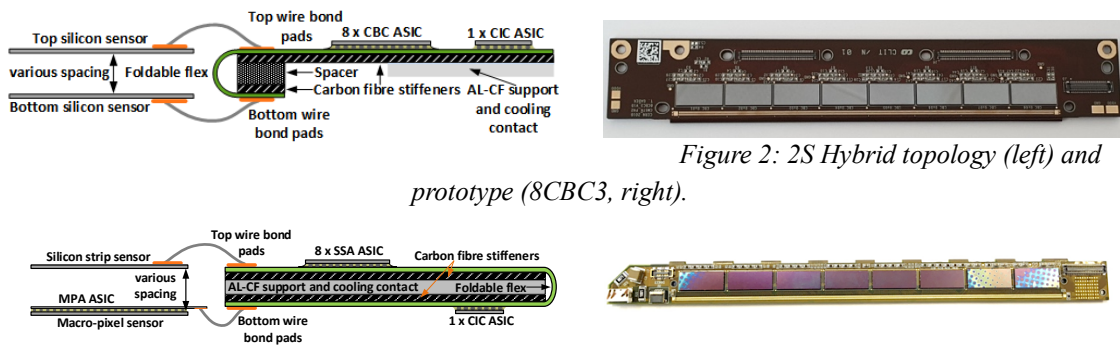 Top wire bond
pads
8 x CBC ASIC
1 x CIC ASIC
Top silicon sensor
various spacing
Foldable flex
Spacer
Bottom silicon sensor
Carbon fibre stiffeners
AL-CF support
and cooling
contact
Bottom wire
bond pads
Figure 2: 2S Hybrid topology (left) and
prototype (8CBC3, right).
Silicon strip sensor
Top wire bond
pads
8 x SSA ASIC
Carbon fibre stiffeners
various
spacing
MPA ASIC
AL-CF support and cooling contact
Foldable flex
Macro-pixel sensor
Bottom wire
bond pads
1 x CIC ASIC